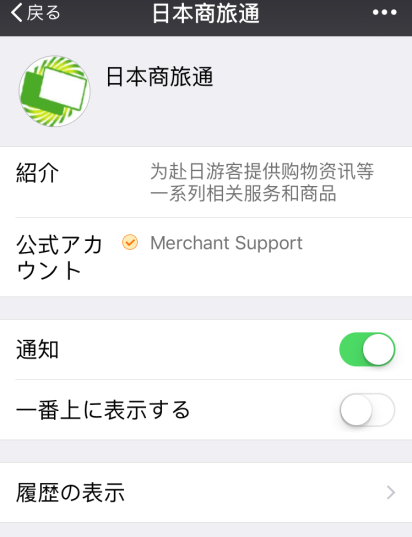 戻る
日本商旅通
日本商旅通
紹介
为赴日游客提供购物资讯等
一系列相关服务和商品
公式アカ
ウント
Merchant Support
通知
一番上に表示する
履歴の表示